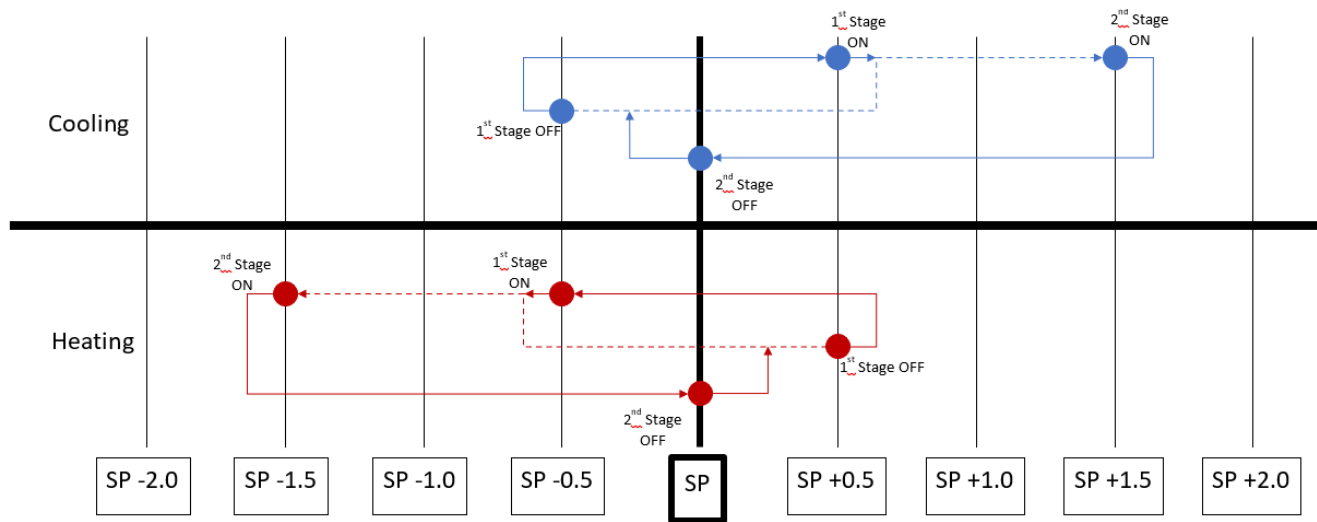 1st Stage
ON
2nd Stage
ON
Cooling
1st Stage OFF
2nd Stage
OFF
2nd Stage
ON
1st Stage
ON
Heating
1st Stage OFF
2nd Stage
OFF
SP -2.0
SP -1.5
SP -1.0
SP -0.5
SP
SP +0.5
SP +1.0
SP +1.5
SP +2.0